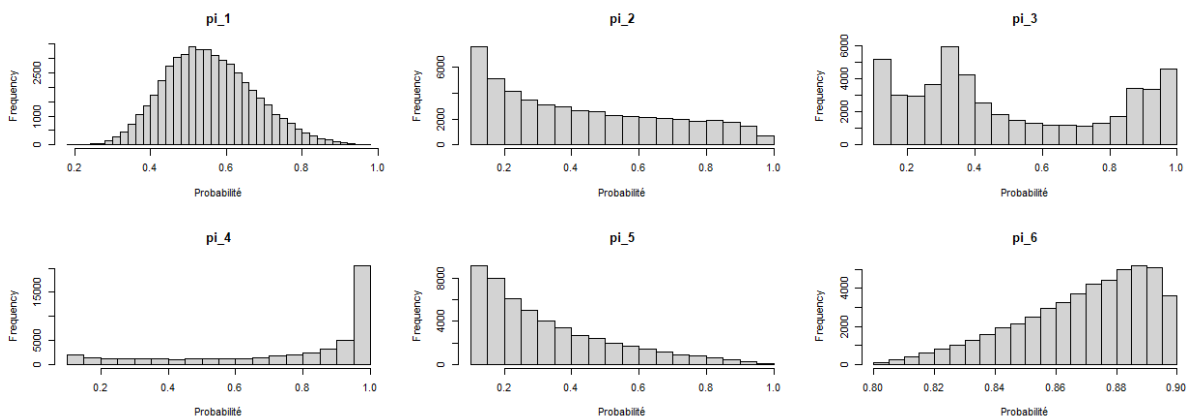 pi_1
Frequency
0 1000 2500
0.2 0.4 0.6 0.8 1.0
Probabilité
pi_2
Frequency
0 2000 6000
0.2 0.4 0.6 0.8 1.0
Probabilité
pi_3
Frequency
0 2000 4000 6000
0.2 0.4 0.6 0.8 1.0
Probabilité
pi_4
Frequency
0 5000 15000
0.2 0.4 0.6 0.8 1.0
Probabilité
pi_5
Frequency
0 4000 8000
0.2 0.4 0.6 0.8 1.0
Probabilité
pi_6
Frequency
0 2000 4000
0.80 0.82 0.84 0.86 0.88 0.90
Probabilité